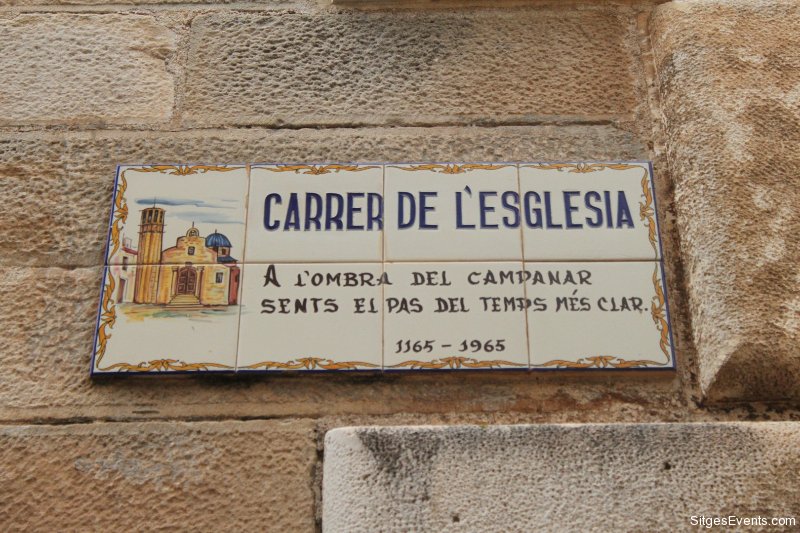 CARRER DE L'ESGLESIA
A L'OMBRA DEL CAMPANAR
SENTS EL PAS DEL TEMPS MÉS CLAR.
1165 - 1965
SitgesEvents.com